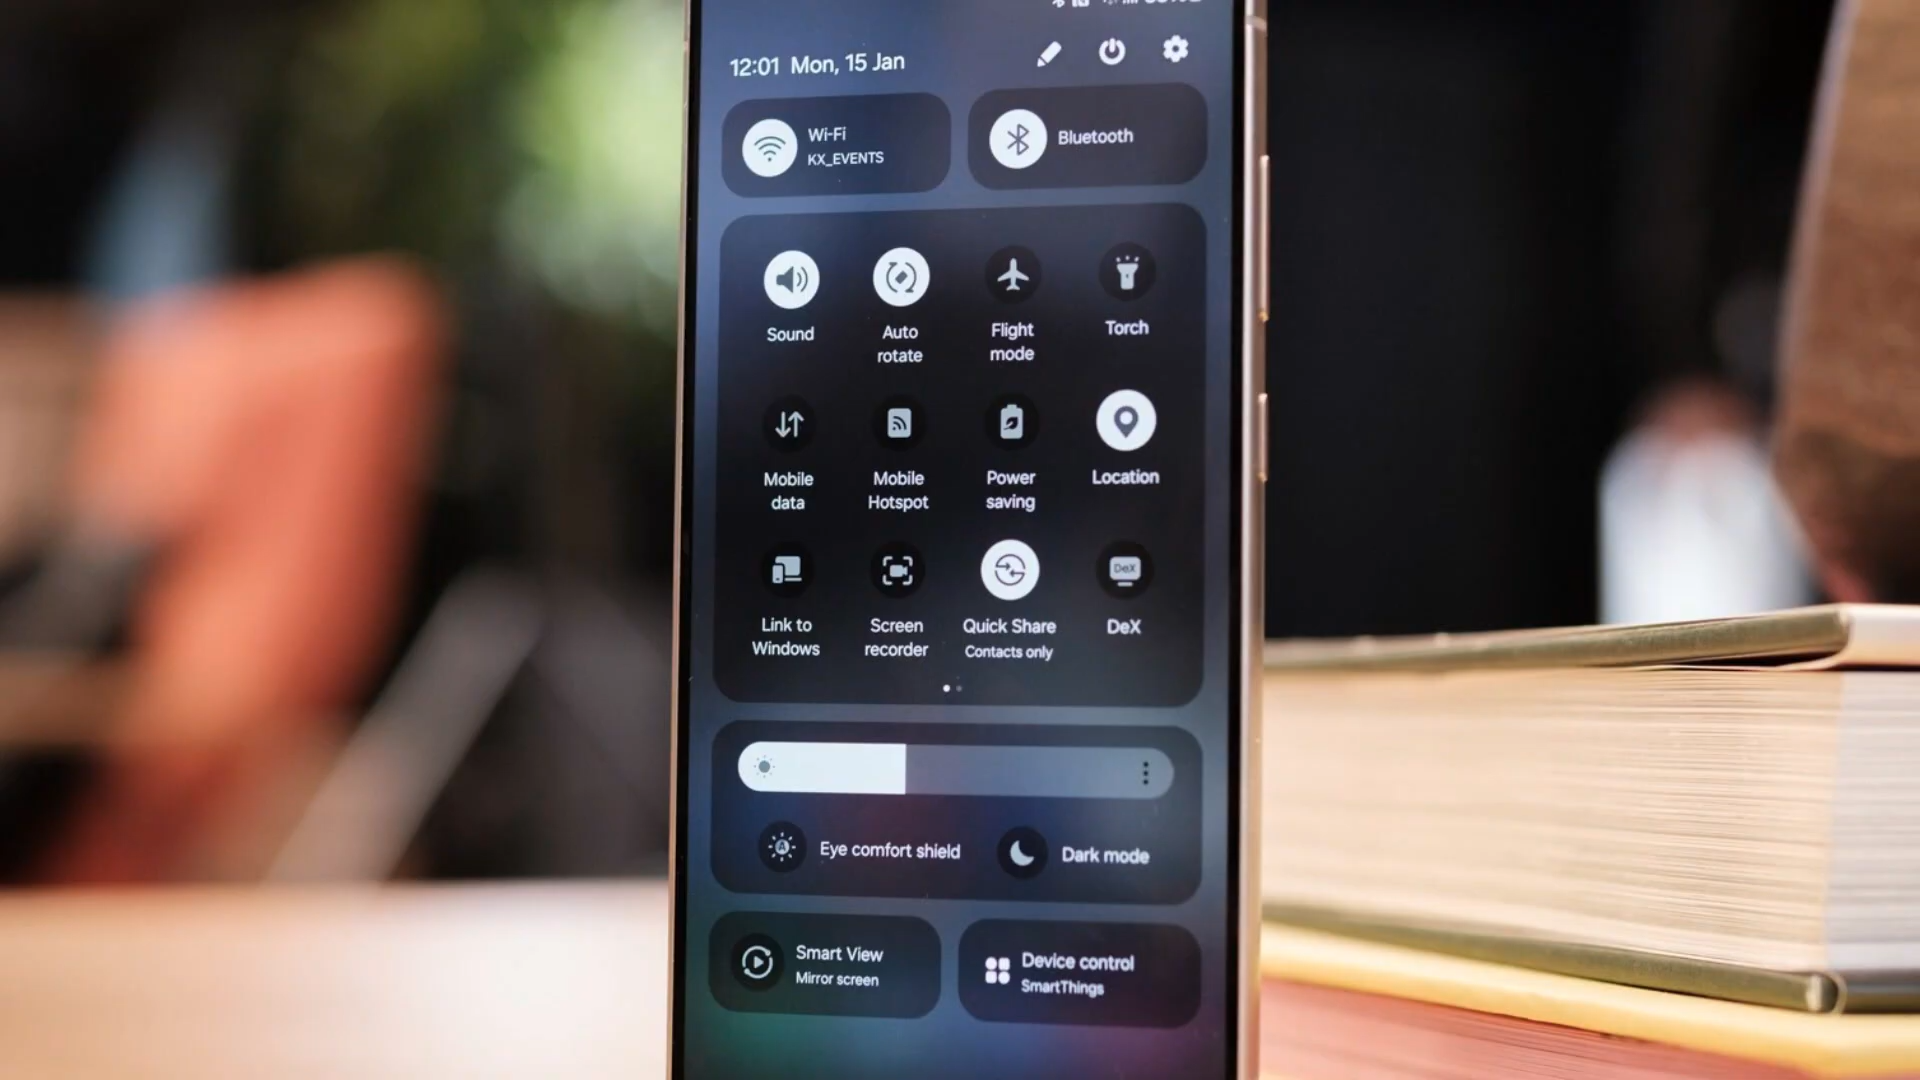 12:01 Mon, 15 Jan
Wi-Fi
KX_EVENTS
Bluetooth
Sound
Auto
rotate
Flight
mode
Torch
Mobile
data
Mobile
Hotspot
Power
saving
Location
Link to
Windows
Screen
recorder
Quick Share
Contacts only
DeX
DeX
Eye comfort shield
Dark mode
Smart View
Mirror screen
Device control
SmartThings